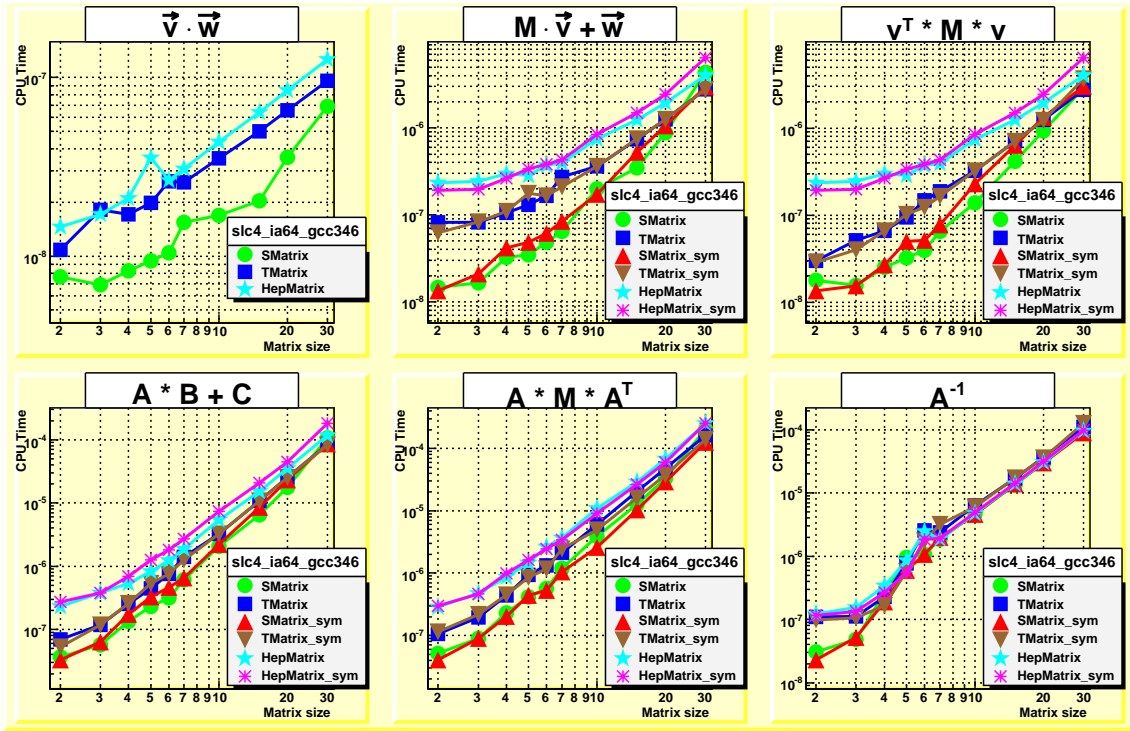 v · w
CPU Time
10-7
10-8
slc4_ia64_gcc346
SMatrix
TMatrix
HepMatrix
2 3 4 5 6 7 8 9 10 20 30
Matrix size
M · v + w
CPU Time
10-6
10-7
10-8
slc4_ia64_gcc346
SMatrix
TMatrix
SMatrix_sym
TMatrix_sym
HepMatrix
HepMatrix_sym
2 3 4 5 6 7 8 9 10 20 30
Matrix size
vT * M * v
CPU Time
10-6
10-7
10-8
slc4_ia64_gcc346
SMatrix
TMatrix
SMatrix_sym
TMatrix_sym
HepMatrix
HepMatrix_sym
2 3 4 5 6 7 8 9 10 20 30
Matrix size
A * B + C
CPU Time
10-4
10-5
10-6
10-7
slc4_ia64_gcc346
SMatrix
TMatrix
SMatrix_sym
TMatrix_sym
HepMatrix
HepMatrix_sym
2 3 4 5 6 7 8 9 10 20 30
Matrix size
A * M * AT
CPU Time
10-4
10-5
10-6
10-7
slc4_ia64_gcc346
SMatrix
TMatrix
SMatrix_sym
TMatrix_sym
HepMatrix
HepMatrix_sym
2 3 4 5 6 7 8 9 10 20 30
Matrix size
A-1
CPU Time
10-4
10-5
10-6
10-7
10-8
slc4_ia64_gcc346
SMatrix
TMatrix
SMatrix_sym
TMatrix_sym
HepMatrix
HepMatrix_sym
2 3 4 5 6 7 8 9 10 20 30
Matrix size